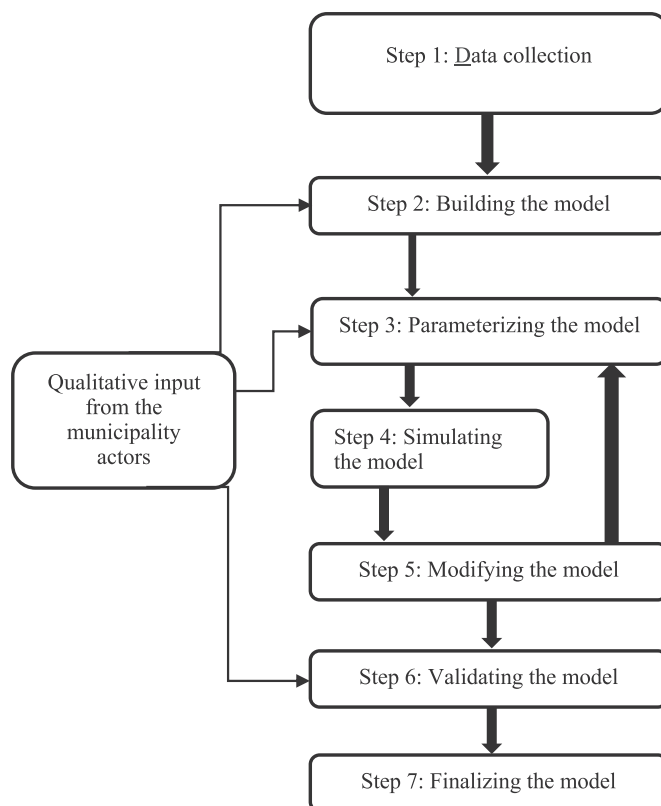 Step 1: Data collection
Step 2: Building the model
Step 3: Parameterizing the model
Qualitative input
from the
municipality
actors
Step 4: Simulating
the model
Step 5: Modifying the model
Step 6: Validating the model
Step 7: Finalizing the model